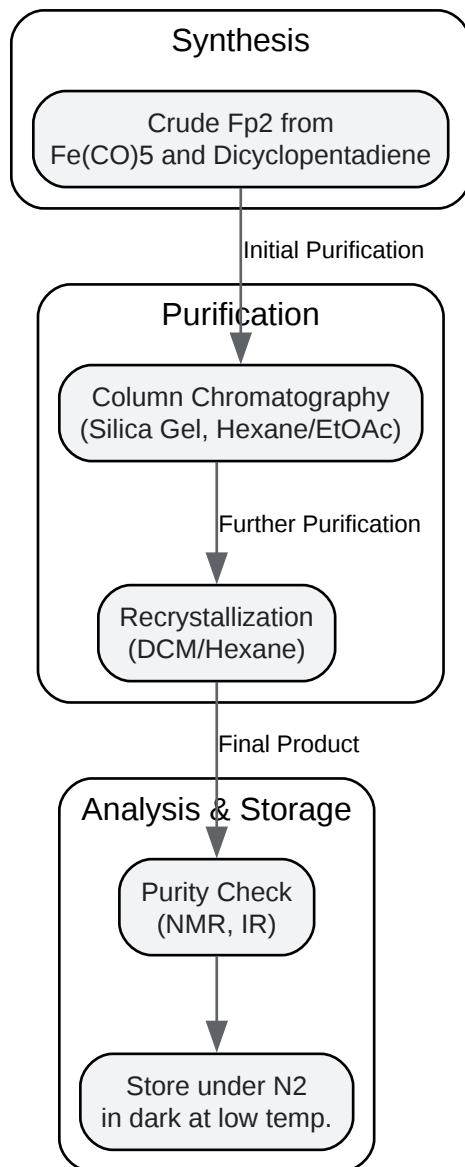 Synthesis
Crude Fp2 from
Fe(CO)5 and Dicyclopentadiene
Initial Purification
Purification
Column Chromatography
(Silica Gel, Hexane/EtOAc)
Further Purification
Recrystallization
(DCM/Hexane)
Final Product
Analysis & Storage
Purity Check
(NMR, IR)
Store under N2
in dark at low temp.